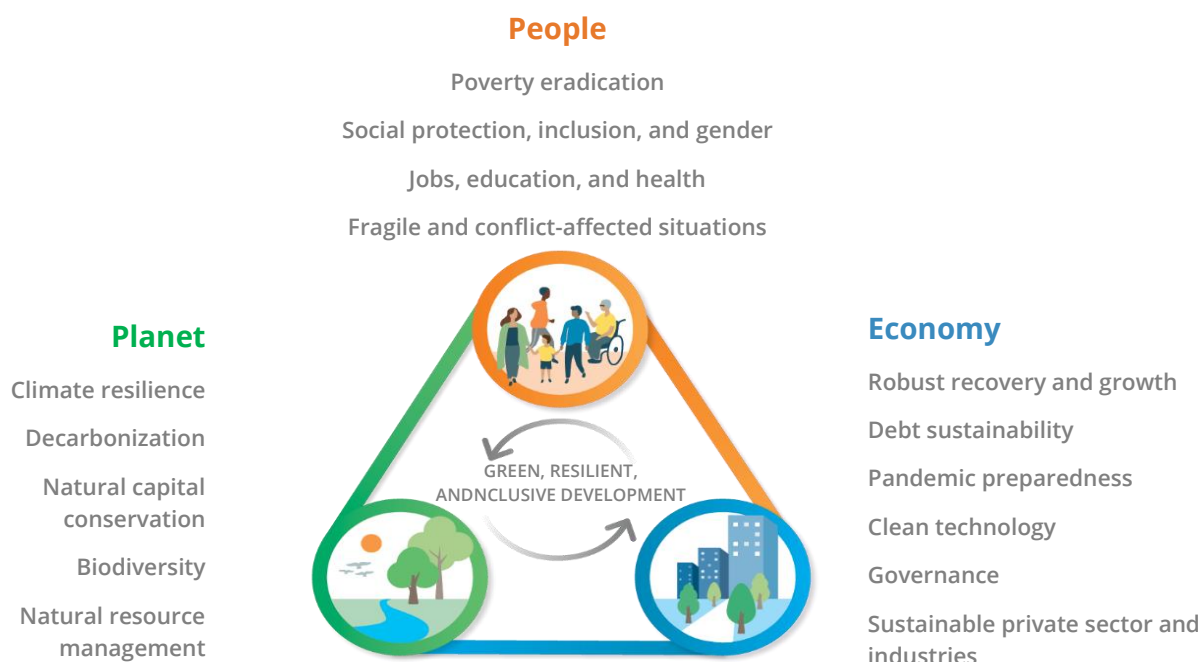 People
Poverty eradication
Social protection, inclusion, and gender
Jobs, education, and health
Fragile and conflict-affected situations
Planet
Climate resilience
Decarbonization
Natural capital
conservation
Biodiversity
Natural resource
management
GREEN, RESILIENT,
ANDNCLUSIVE DEVELOPMENT
Economy
Robust recovery and growth
Debt sustainability
Pandemic preparedness
Clean technology
Governance
Sustainable private sector and
industries